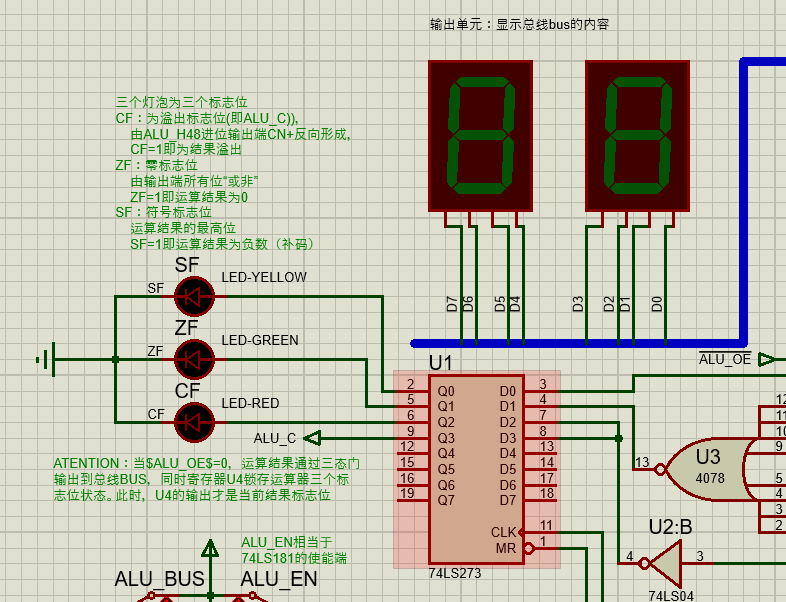 输出单元：显示总线bus的内容
三个灯泡为三个标志位
CF：为溢出标志位(即ALU_C)),
由ALU_H48进位输出端CN+反向形成,
CF=1即为结果溢出
ZF：零标志位
由输出端所有位“或非”
ZF=1即运算结果为0
SF：符号标志位
运算结果的最高位
SF=1即运算结果为负数（补码）
D7
D6
D5
D4
D3
D2
D1
D0
SF
SF
LED-YELLOW
ZF
ZF
LED-GREEN
CF
CF
LED-RED
ALU_C
U1
2 Q0 D0 3
5 Q1 D1 4
6 Q2 D2 7
9 Q3 D3 8
12 Q4 D4 13
15 Q5 D5 14
16 Q6 D6 17
19 Q7 D7 18
CLK 11
MR 1
74LS273
ALU_OE
U3
4078
13
12
11
10
9
5
4
3
2
U2:B
4
3
74LS04
ATENTION：当$ALU_OE$=0，运算结果通过三态门
输出到总线BUS，同时寄存器U4锁存运算器三个标
志位状态。此时，U4的输出才是当前结果标志位
ALU_EN相当于
74LS181的使能端
ALU_BUS
ALU_EN